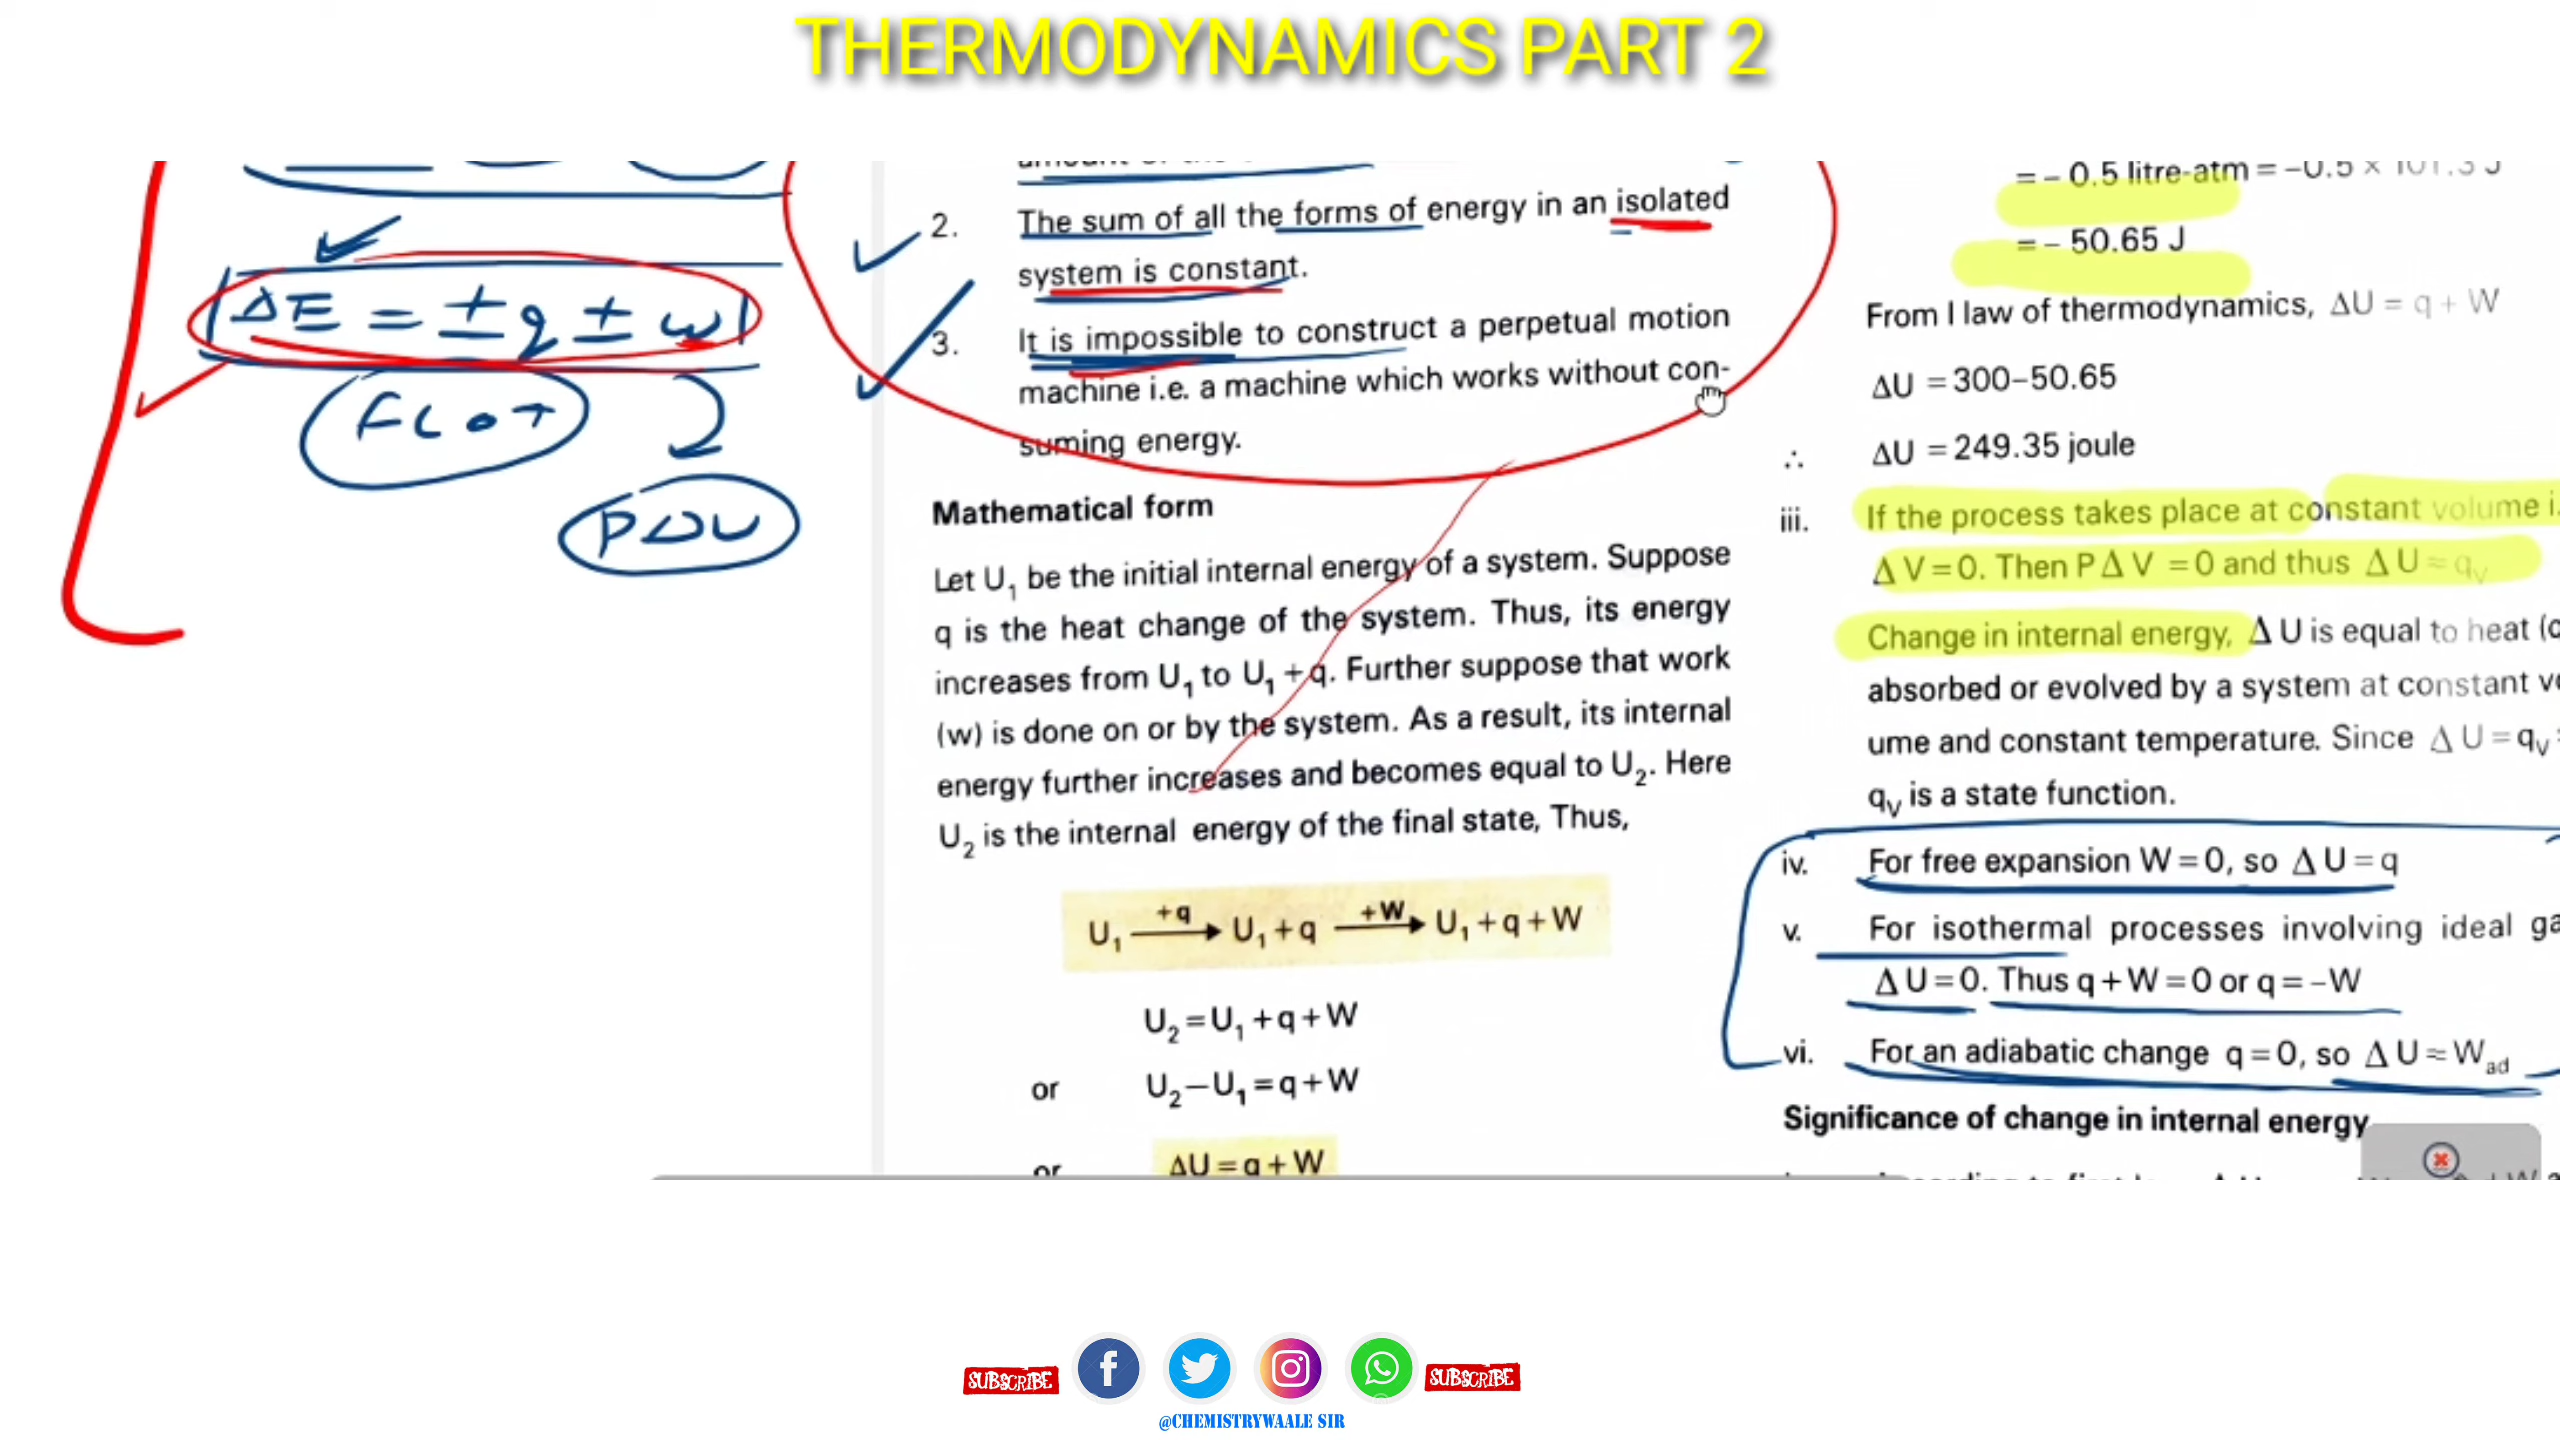 THERMODYNAMICS PART 2
ΔE = ±q ± w
FLOT
PΔV
2. The sum of all the forms of energy in an isolated
system is constant.
3. It is impossible to construct a perpetual motion
machine i.e. a machine which works without con-
suming energy.
Mathematical form
Let U₁ be the initial internal energy of a system. Suppose
q is the heat change of the system. Thus, its energy
increases from U₁ to U₁ + q. Further suppose that work
(w) is done on or by the system. As a result, its internal
energy further increases and becomes equal to U₂. Here
U₂ is the internal energy of the final state, Thus,
U₁ —+q→ U₁ + q —+W→ U₁ + q + W
U₂ = U₁ + q + W
or U₂ – U₁ = q + W
or ΔU = q + W
= – 0.5 litre-atm = –0.5 × 101.3 J
= – 50.65 J
From I law of thermodynamics, ΔU = q + W
ΔU = 300–50.65
∴ ΔU = 249.35 joule
iii. If the process takes place at constant volume i.
ΔV = 0. Then PΔV = 0 and thus ΔU = qᵥ
Change in internal energy, ΔU is equal to heat (q
absorbed or evolved by a system at constant vo
ume and constant temperature. Since ΔU = qᵥ
qᵥ is a state function.
iv. For free expansion W = 0, so ΔU = q
v. For isothermal processes involving ideal ga
ΔU = 0. Thus q + W = 0 or q = –W
vi. For an adiabatic change q = 0, so ΔU = W_ad
Significance of change in internal energy
SUBSCRIBE
SUBSCRIBE
@CHEMISTRYWAALE SIR